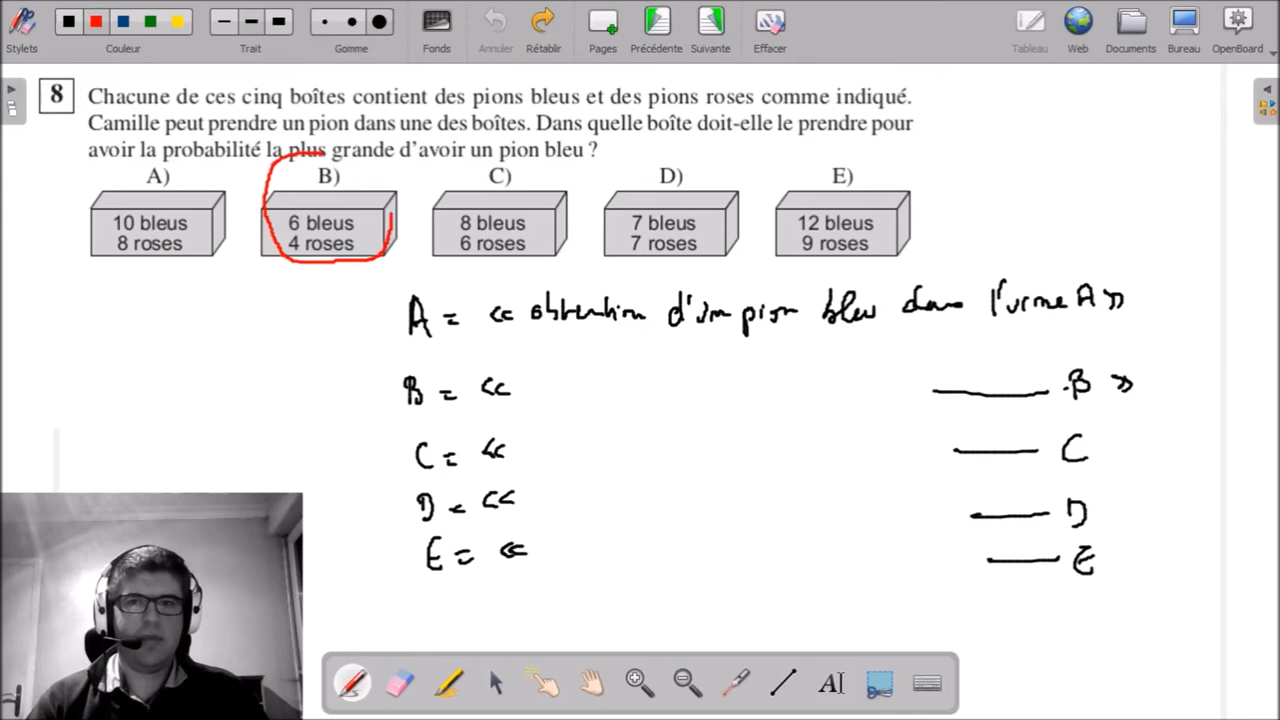 Stylets Couleur Trait Gomme Fonds Annuler Rétablir Pages Précédente Suivante Effacer Tableau Web Documents Bureau OpenBoard
8 Chacune de ces cinq boîtes contient des pions bleus et des pions roses comme indiqué.
Camille peut prendre un pion dans une des boîtes. Dans quelle boîte doit-elle le prendre pour
avoir la probabilité la plus grande d'avoir un pion bleu ?
A) B) C) D) E)
10 bleus 6 bleus 8 bleus 7 bleus 12 bleus
8 roses 4 roses 6 roses 7 roses 9 roses
A = « obtention d'un pion bleu dans l'urne A »
B = « B »
C = « C
D = « D
E = « E
AI